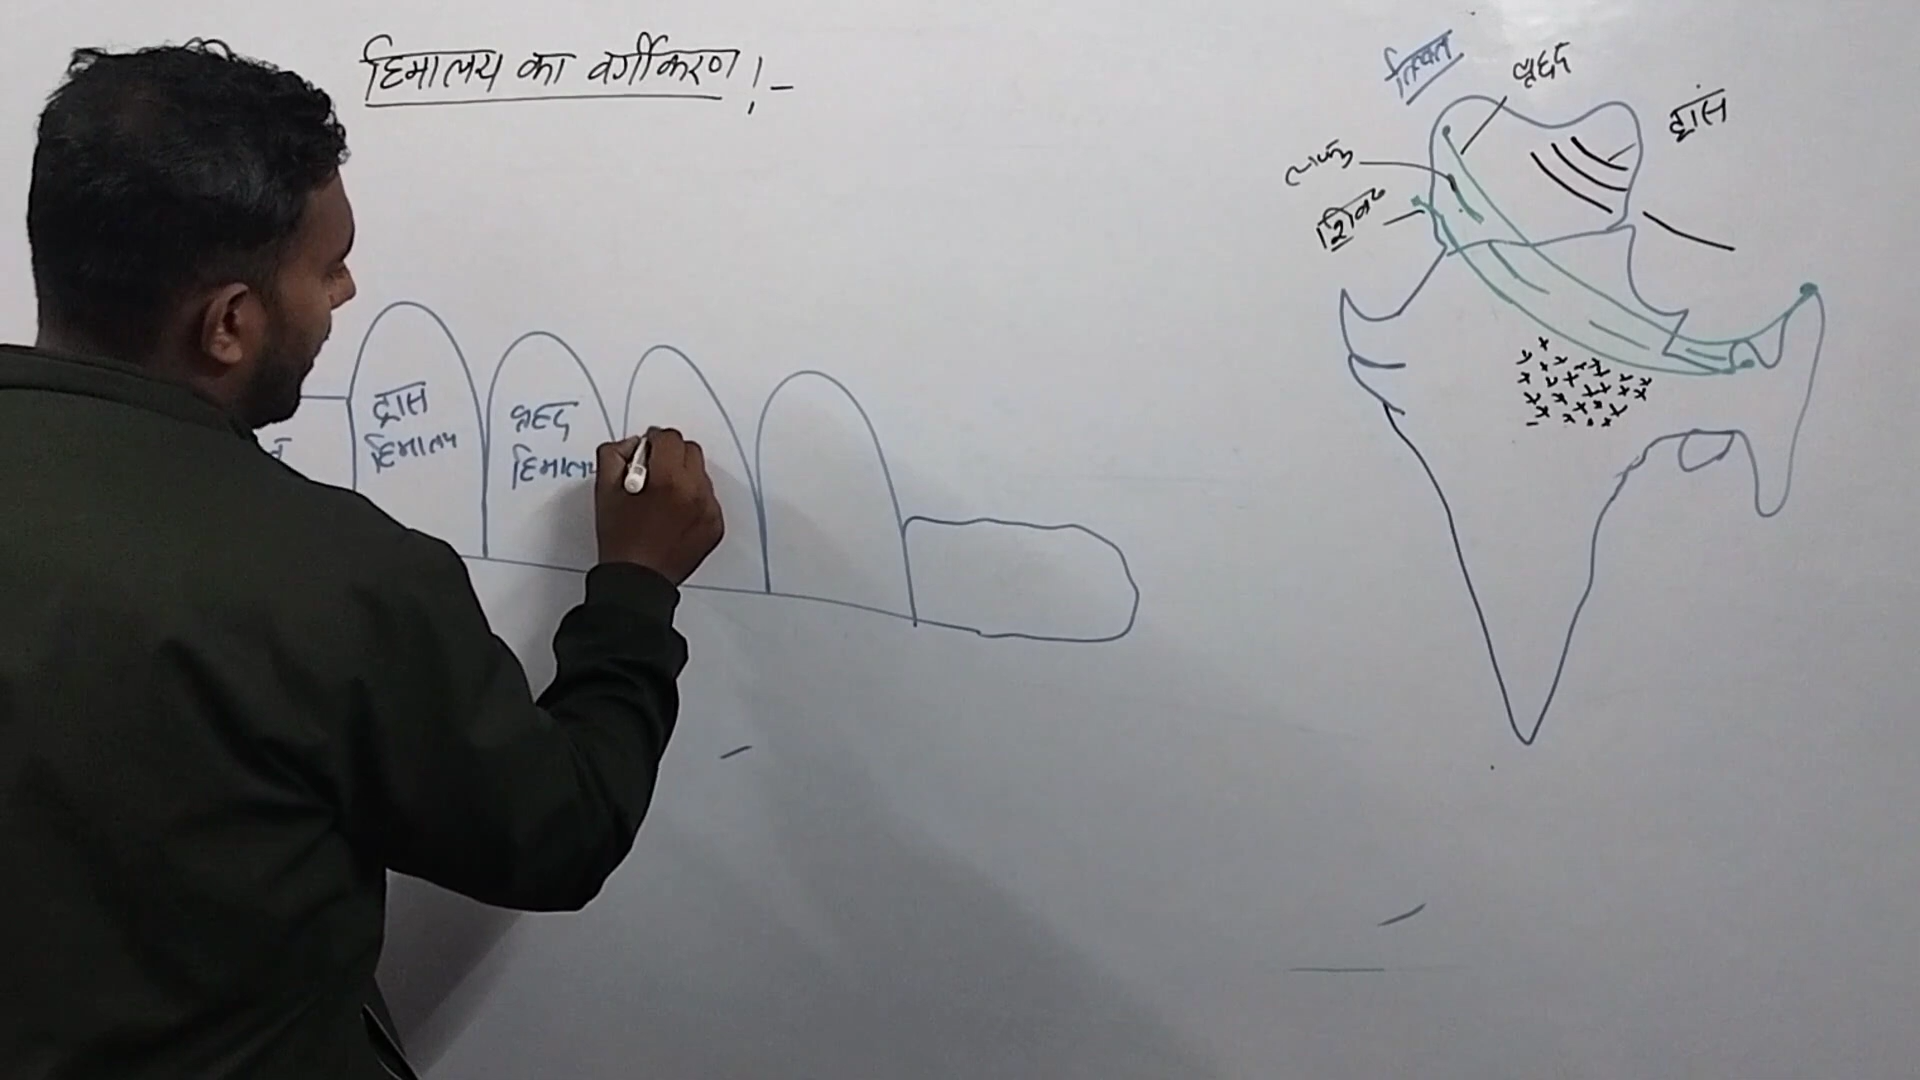 हिमालय का वर्गीकरण !-
तिब्बत
वृहद
ट्रांस
शिवा
ट्रांस
हिमालय
वृहद
हिमालय